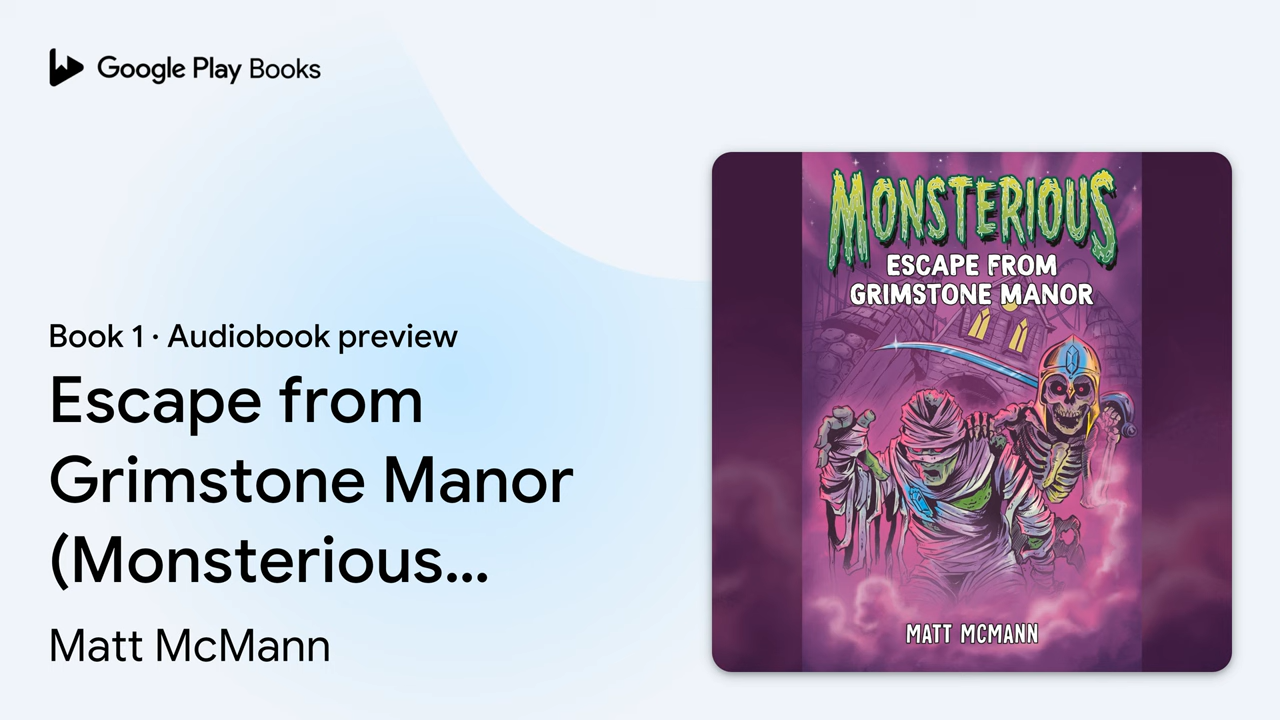 Google Play Books
Book 1 · Audiobook preview
Escape from
Grimstone Manor
(Monsterious...
Matt McMann
MONSTERIOUS
ESCAPE FROM
GRIMSTONE MANOR
MATT MCMANN